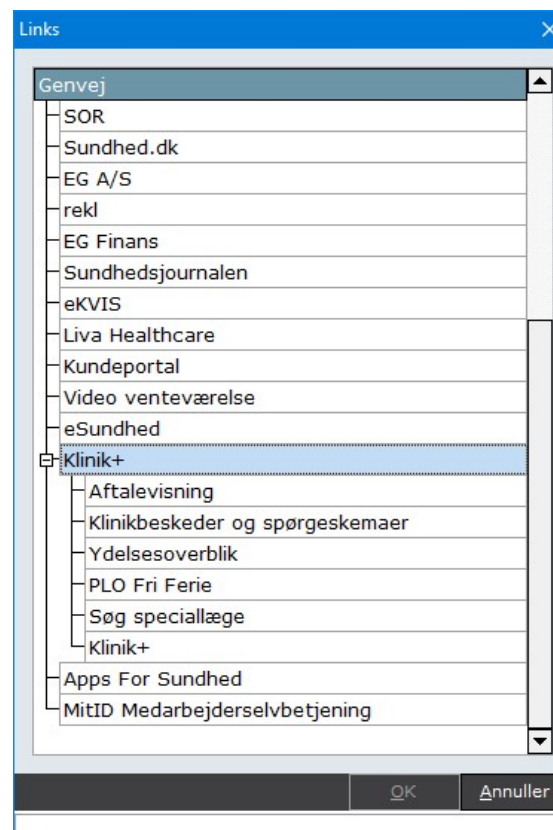 Links
Genvej
SOR
Sundhed.dk
EG A/S
rekl
EG Finans
Sundhedsjournalen
eKVIS
Liva Healthcare
Kundeportal
Video venteværelse
eSundhed
Klinik+
Aftalevisning
Klinikbeskeder og spørgeskemaer
Ydelsesoverblik
PLO Fri Ferie
Søg speciallæge
Klinik+
Apps For Sundhed
MitID Medarbejderselvbetjening
OK Annuller